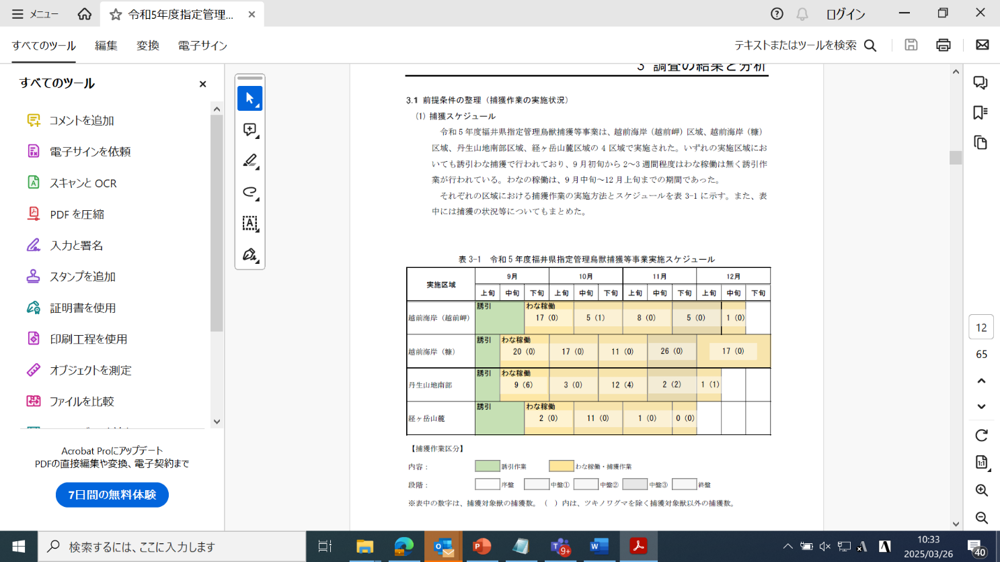 メニュー
令和5年度指定管理...
ログイン
すべてのツール
編集
変換
電子サイン
テキストまたはツールを検索
すべてのツール
コメントを追加
電子サインを依頼
スキャンと OCR
PDF を圧縮
入力と署名
スタンプを追加
証明書を使用
印刷工程を使用
オブジェクトを測定
ファイルを比較
Acrobat Proにアップデート
PDFの直接編集や変換、電子契約まで
7日間の無料体験
3 調査の結果と分析
3.1 前提条件の整理（捕獲作業の実施状況）
(1) 捕獲スケジュール
令和 5 年度福井県指定管理鳥獣捕獲等事業は、越前海岸（越前岬）区域、越前海岸（糠）
区域、丹生山地南部区域、経ヶ岳山麓区域の 4 区域で実施された。いずれの実施区域にお
いても誘引わな捕獲で行われており、9 月初旬から 2～3 週間程度はわな稼働は無く誘引作
業が行われている。わなの稼働は、9 月中旬～12 月上旬までの期間であった。
それぞれの区域における捕獲作業の実施方法とスケジュールを表 3-1 に示す。また、表
中には捕獲の状況等についてもまとめた。
表 3-1 令和 5 年度福井県指定管理鳥獣捕獲等事業実施スケジュール
実施区域 9月 10月 11月 12月
上旬 中旬 下旬 上旬 中旬 下旬 上旬 中旬 下旬 上旬 中旬 下旬
誘引 わな稼働
越前海岸（越前岬） 17 (0) 5 (1) 8 (0) 5 (0) 1 (0)
誘引 わな稼働
越前海岸（糠） 20 (0) 17 (0) 11 (0) 26 (0) 17 (0)
誘引 わな稼働
丹生山地南部 9 (6) 3 (0) 12 (4) 2 (2) 1 (1)
誘引 わな稼働
経ヶ岳山麓 2 (0) 11 (0) 1 (0) 0 (0)
【捕獲作業区分】
内容： 誘引作業 わな稼働・捕獲作業
段階： 序盤 中盤① 中盤② 中盤③ 終盤
※表中の数字は、捕獲対象獣の捕獲数。（ ）内は、ツキノワグマを除く捕獲対象獣以外の捕獲数。
12
65
1:1
検索するには、ここに入力します
9+
10:33
2025/03/26
40